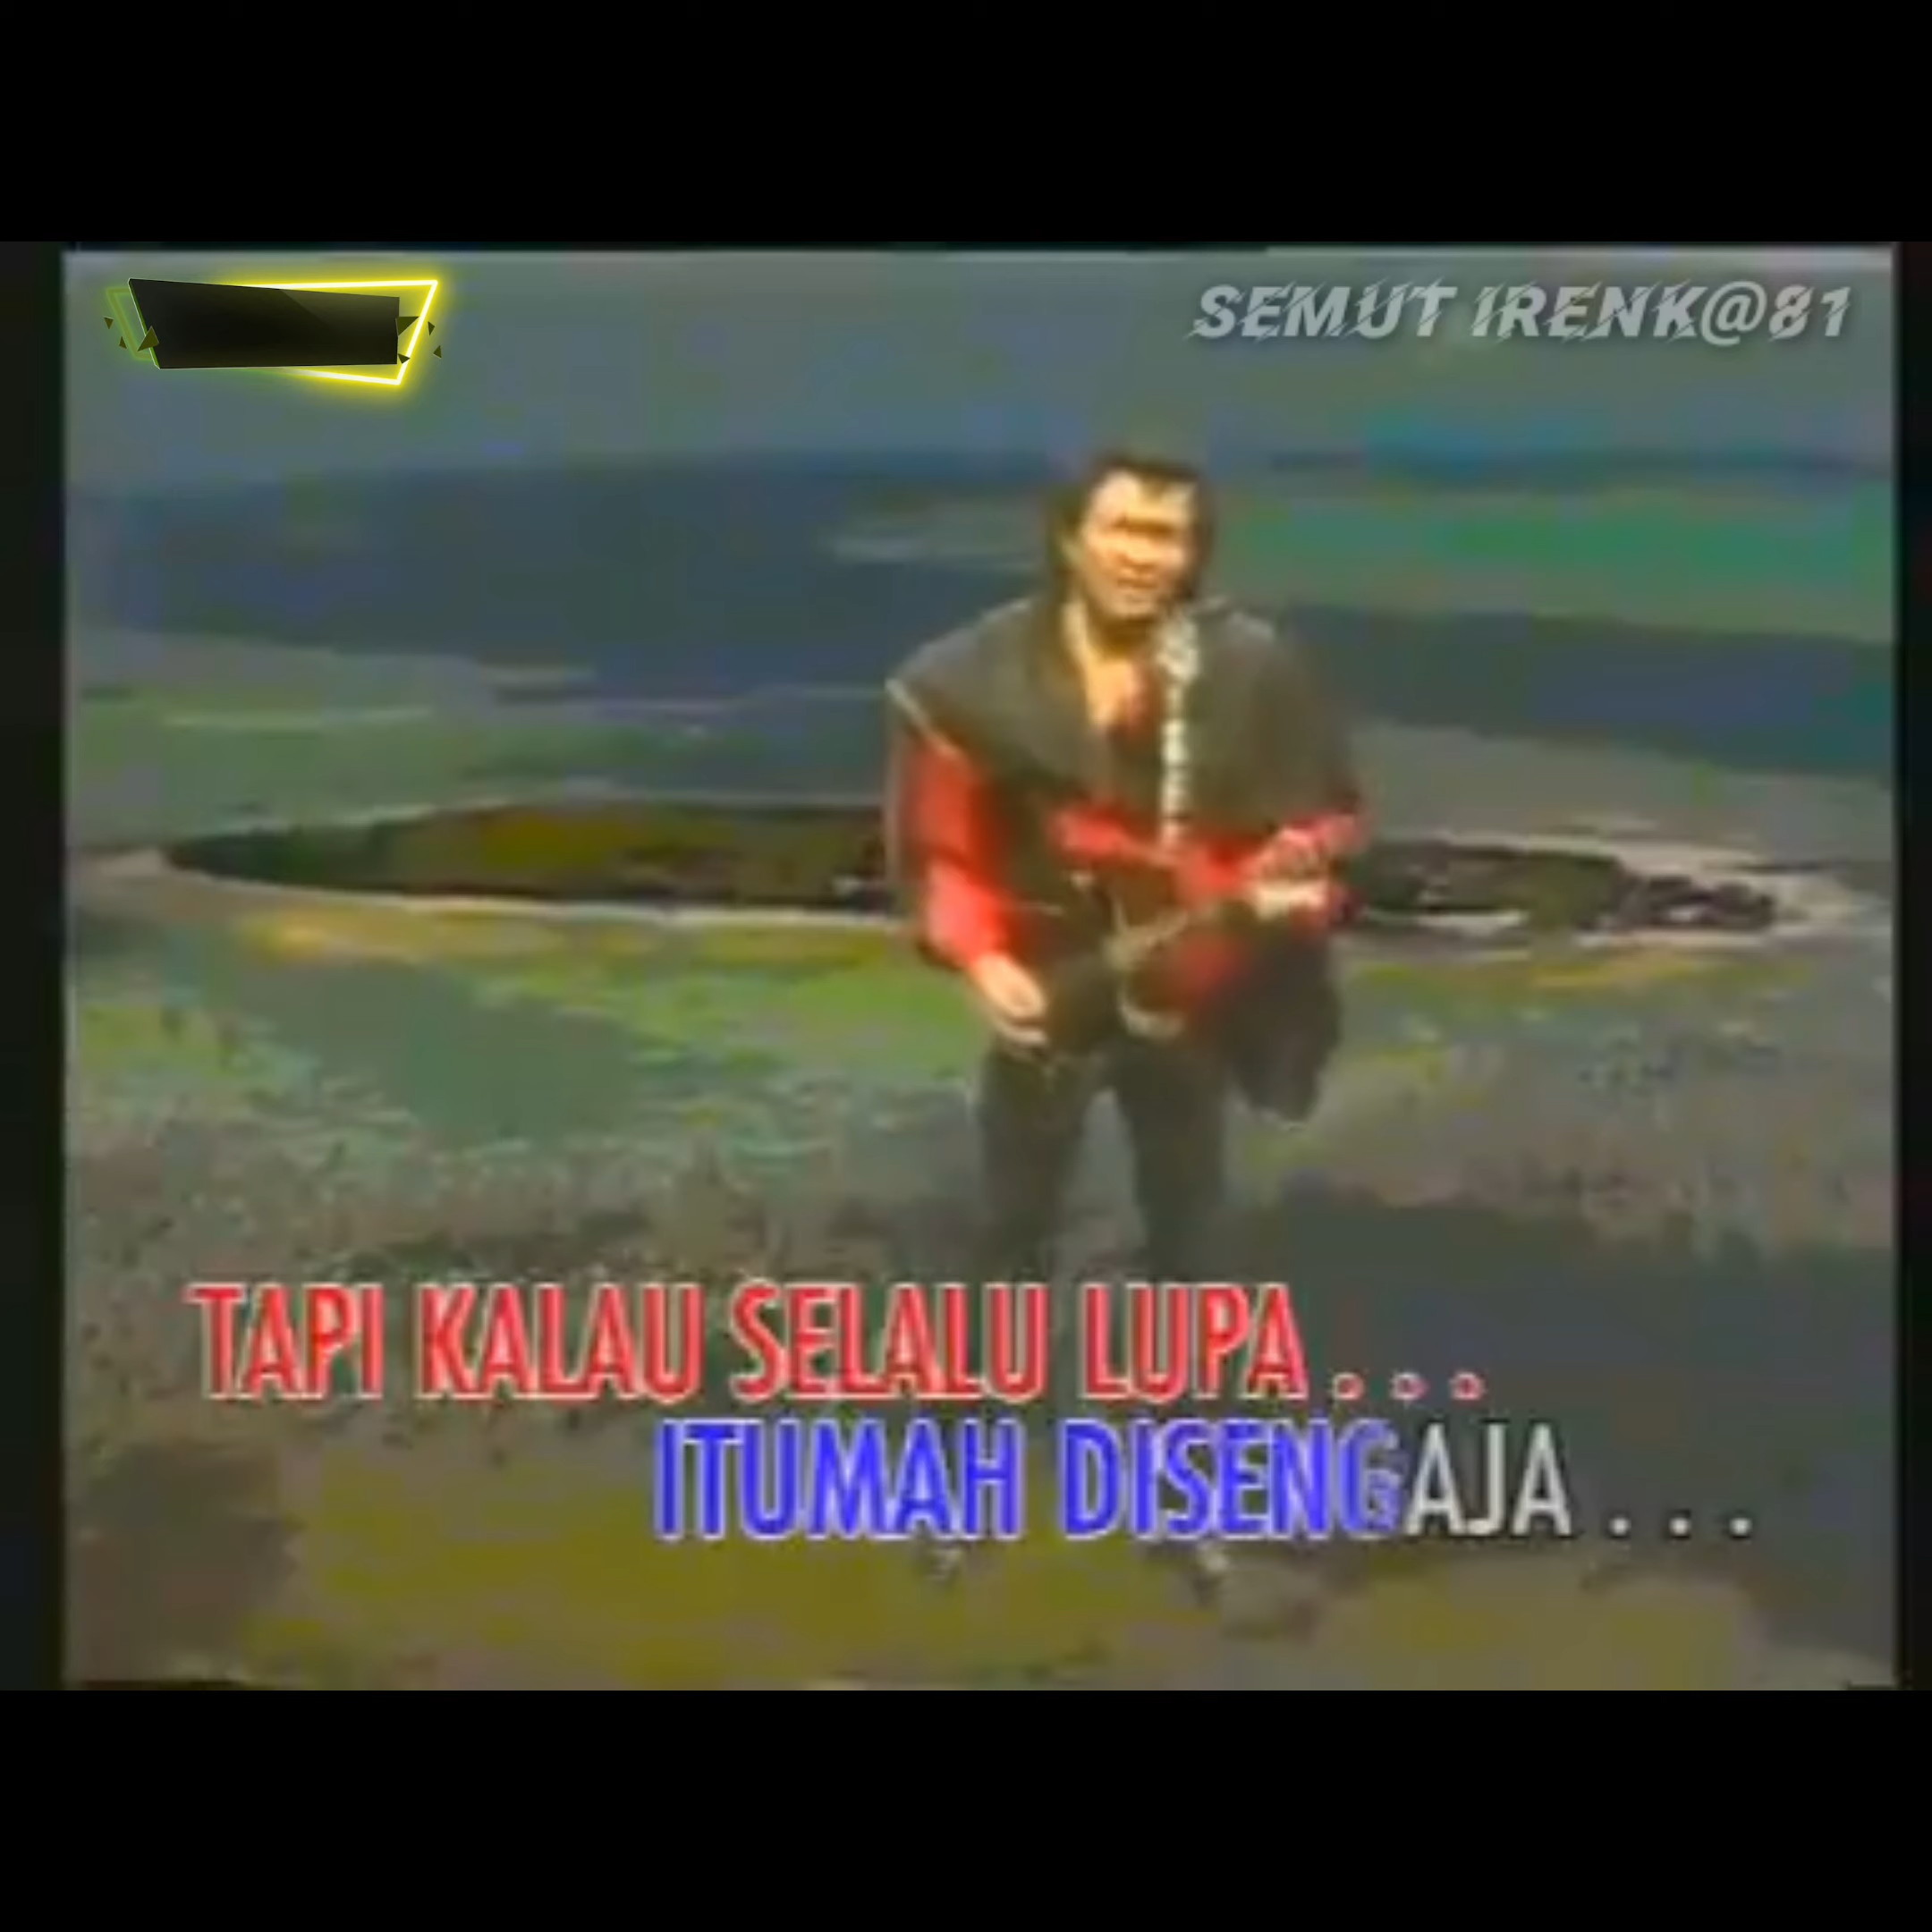 SEMUT IRENK@81
TAPI KALAU SELALU LUPA . . .
ITUMAH DISENGAJA . . .